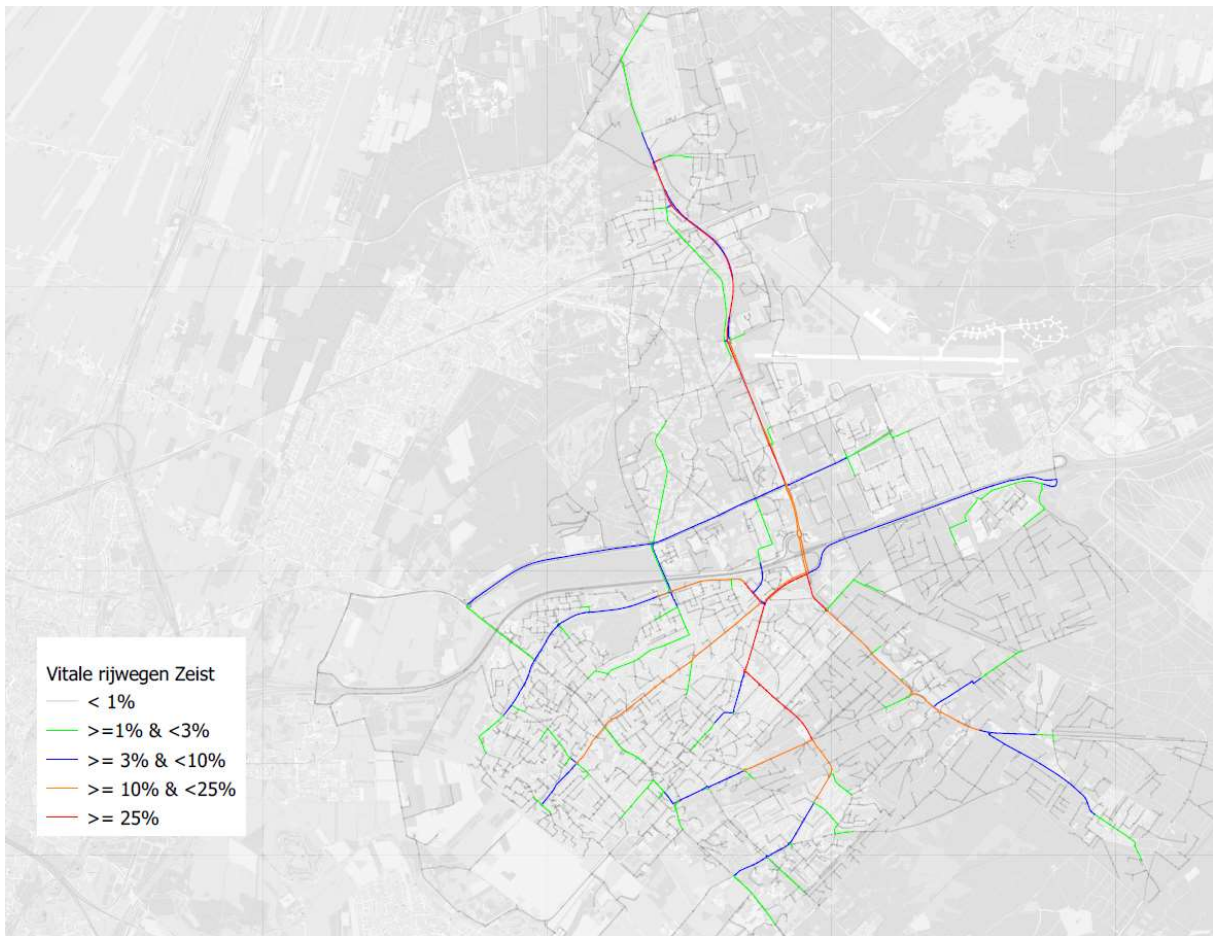 Vitale rijwegen Zeist
< 1%
>=1% & <3%
>= 3% & <10%
>= 10% & <25%
>= 25%